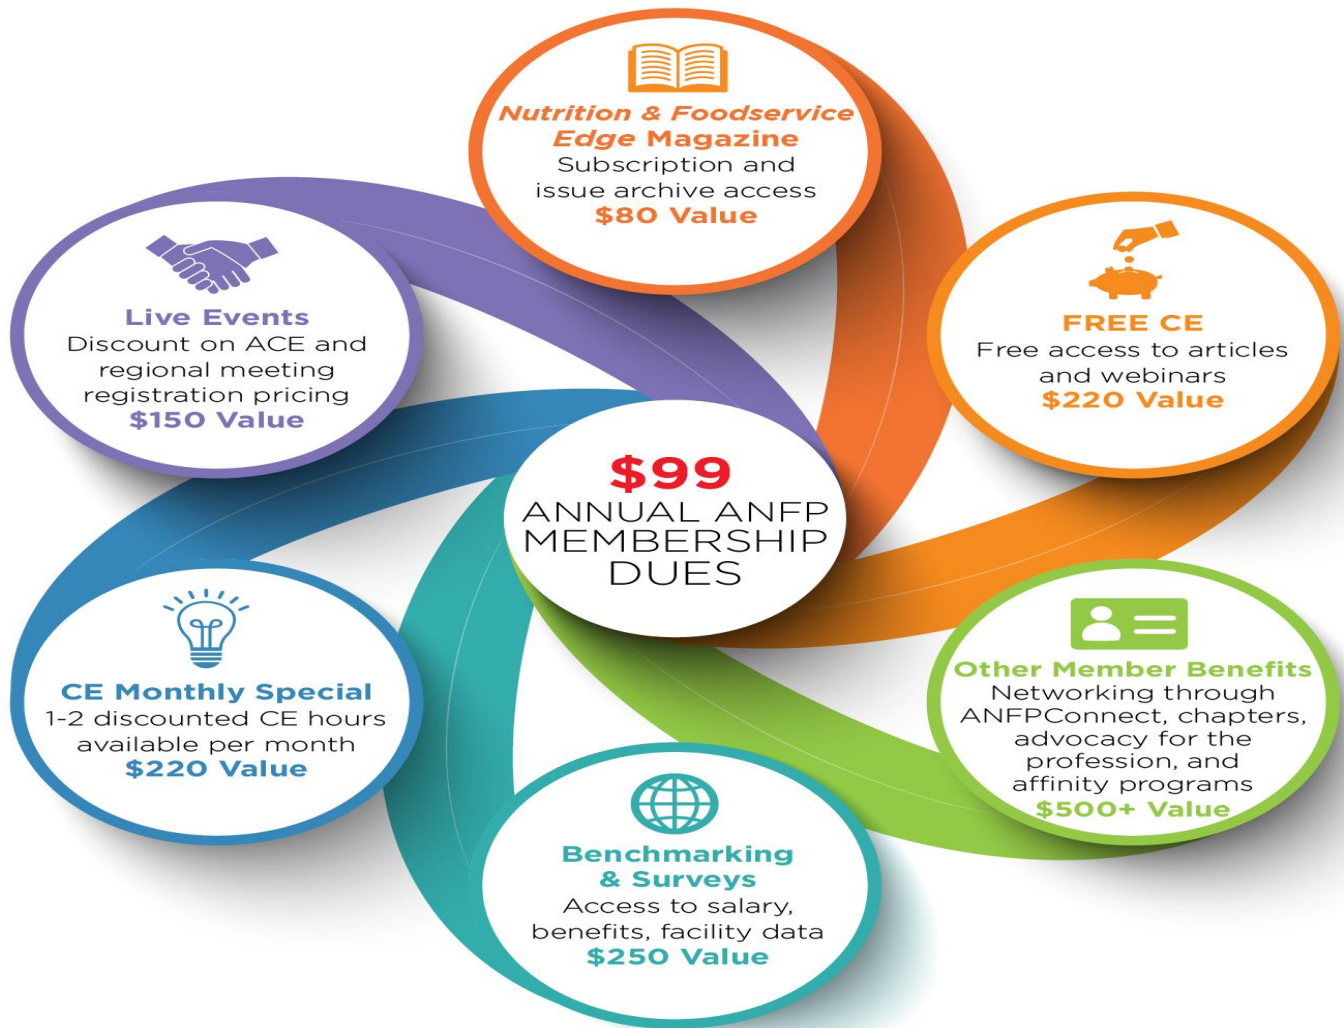 Nutrition & Foodservice
Edge Magazine
Subscription and
issue archive access
$80 Value
FREE CE
Free access to articles
and webinars
$220 Value
Other Member Benefits
Networking through
ANFPConnect, chapters,
advocacy for the
profession, and
affinity programs
$500+ Value
Benchmarking
& Surveys
Access to salary,
benefits, facility data
$250 Value
CE Monthly Special
1-2 discounted CE hours
available per month
$220 Value
Live Events
Discount on ACE and
regional meeting
registration pricing
$150 Value
$99
ANNUAL ANFP
MEMBERSHIP
DUES